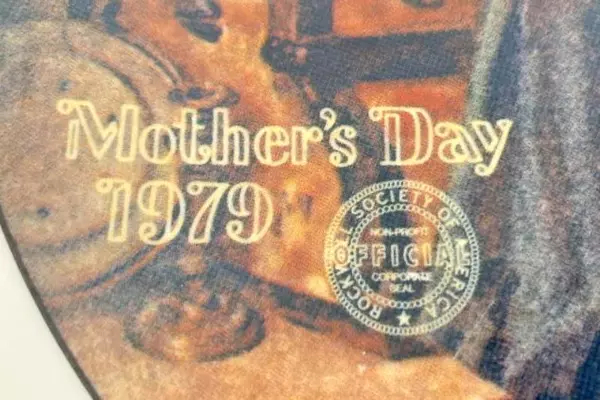 Mother's Day
1979
ROCKWELL SOCIETY OF AMERICA
NON-PROFIT
OFFICIAL
CORPORATE
SEAL